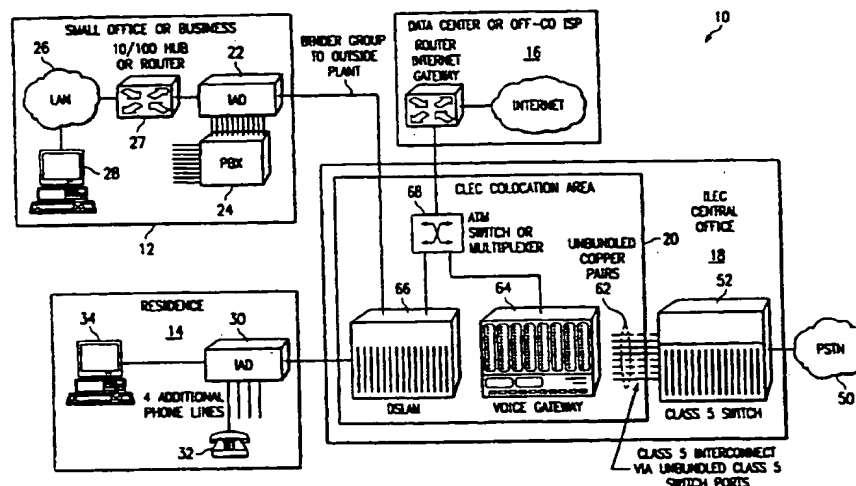 10
SMALL OFFICE OR BUSINESS
26
10/100 HUB
OR ROUTER
22
LAN
IAD
27
28
PBX
24
12
BINDER GROUP
TO OUTSIDE
PLANT
DATA CENTER OR OFF-CO ISP
ROUTER
INTERNET
GATEWAY
16
INTERNET
CLEC COLOCATION AREA
68
ATM
SWITCH OR
MULTIPLEXER
UNBUNDLED
COPPER
PAIRS
62
20
ILEC
CENTRAL
OFFICE
18
52
66
64
DSLAM
VOICE GATEWAY
CLASS 5 SWITCH
PSTN
50
CLASS 5 INTERCONNECT
VIA UNBUNDLED CLASS 5
SWITCH PORTS
RESIDENCE
34
14
30
IAD
4 ADDITIONAL
PHONE LINES
32